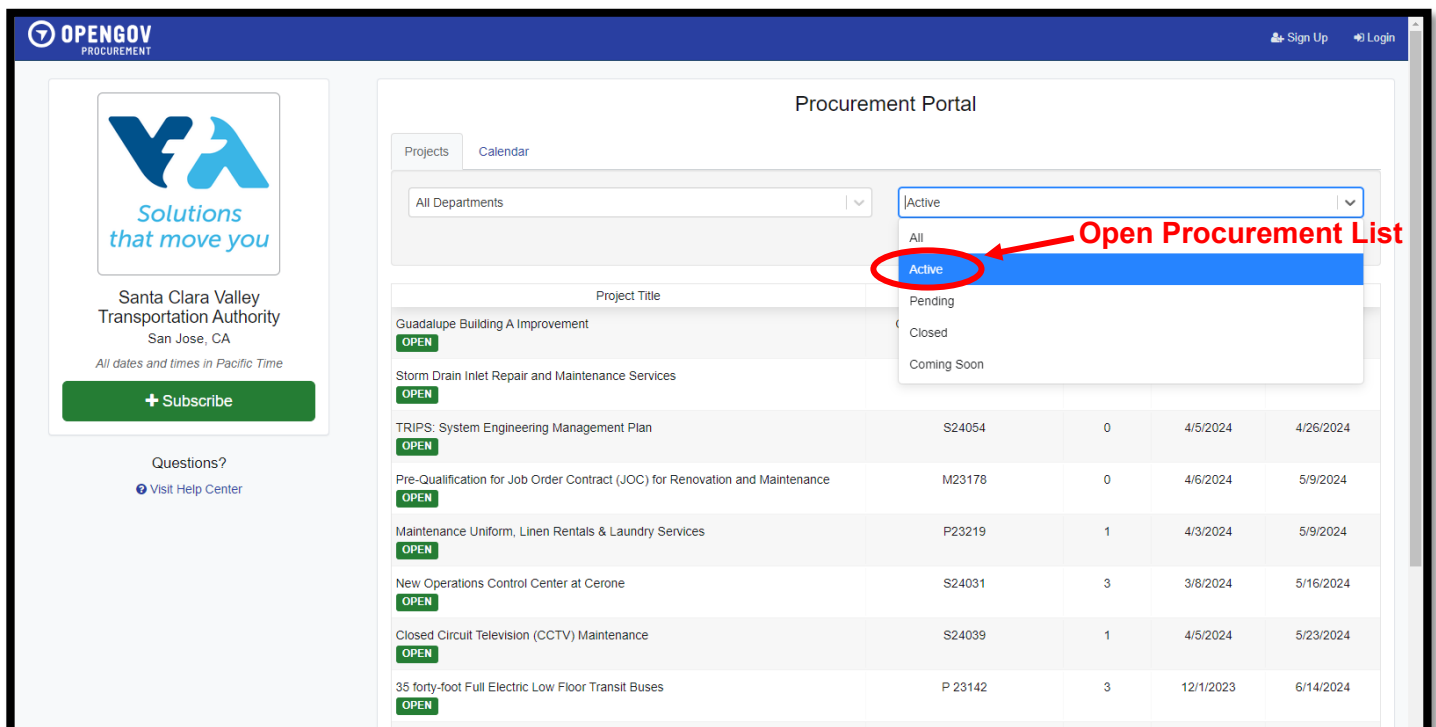 OPENGOV
PROCUREMENT
Sign Up Login
Solutions
that move you
Santa Clara Valley
Transportation Authority
San Jose, CA
All dates and times in Pacific Time
+ Subscribe
Questions?
Visit Help Center
Procurement Portal
Projects Calendar
All Departments Active
All
Open Procurement List
Active
Pending
Closed
Coming Soon
Project Title
Guadalupe Building A Improvement
OPEN
Storm Drain Inlet Repair and Maintenance Services
OPEN
TRIPS: System Engineering Management Plan S24054 0 4/5/2024 4/26/2024
OPEN
Pre-Qualification for Job Order Contract (JOC) for Renovation and Maintenance M23178 0 4/6/2024 5/9/2024
OPEN
Maintenance Uniform, Linen Rentals & Laundry Services P23219 1 4/3/2024 5/9/2024
OPEN
New Operations Control Center at Cerone S24031 3 3/8/2024 5/16/2024
OPEN
Closed Circuit Television (CCTV) Maintenance S24039 1 4/5/2024 5/23/2024
OPEN
35 forty-foot Full Electric Low Floor Transit Buses P 23142 3 12/1/2023 6/14/2024
OPEN